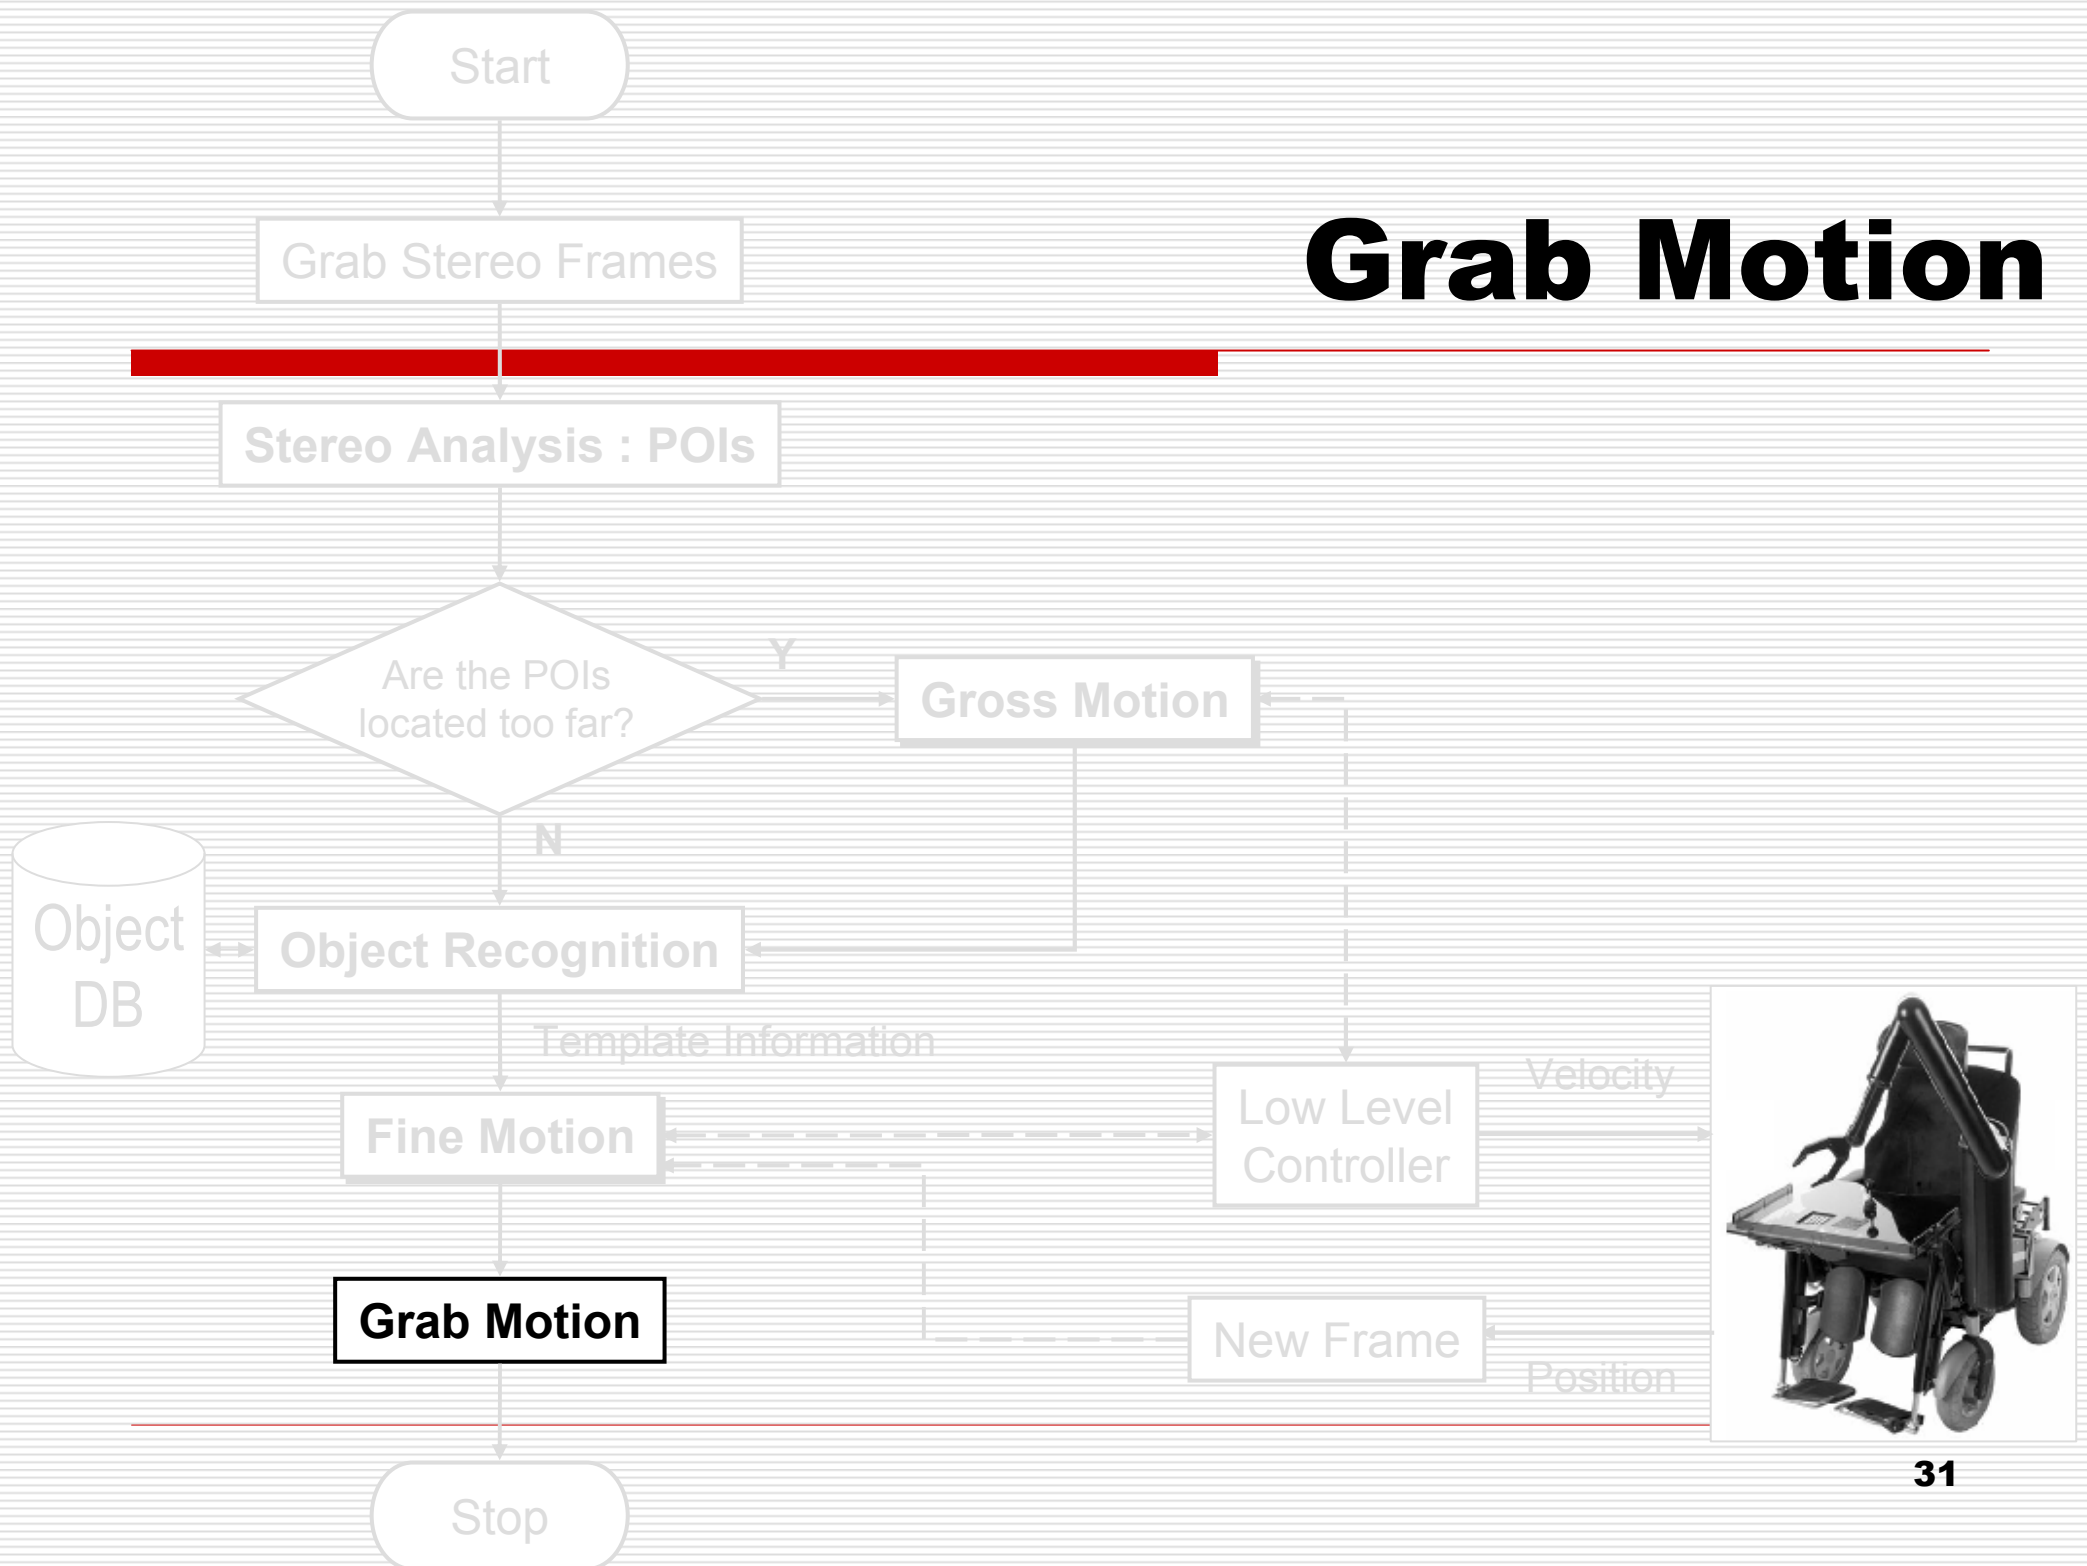 Start
Grab Stereo Frames
Grab Motion
Stereo Analysis : POIs
Are the POIs
located too far?
Y
Gross Motion
N
Object
DB
Object Recognition
Template Information
Fine Motion
Low Level
Controller
Velocity
Grab Motion
New Frame
Position
31
Stop